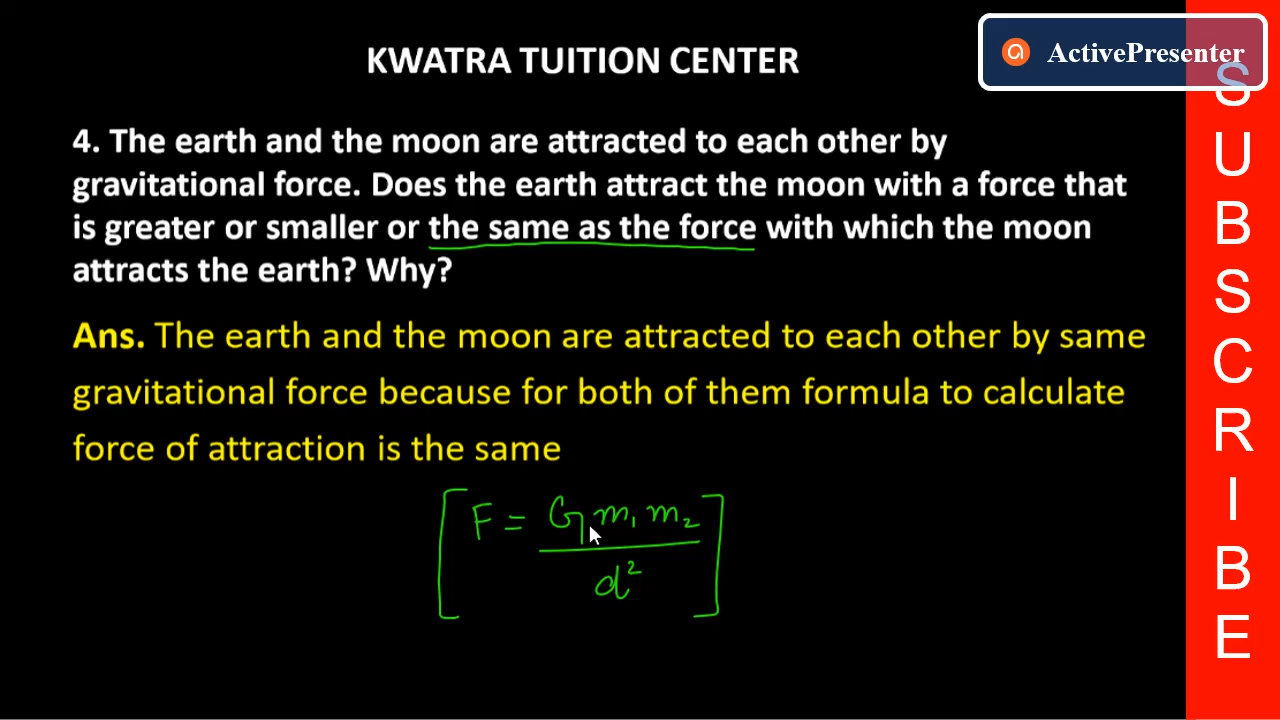 KWATRA TUITION CENTER
ActivePresenter
4. The earth and the moon are attracted to each other by
gravitational force. Does the earth attract the moon with a force that
is greater or smaller or the same as the force with which the moon
attracts the earth? Why?
Ans. The earth and the moon are attracted to each other by same
gravitational force because for both of them formula to calculate
force of attraction is the same
F = G m₁ m₂
d²
SUBSCRIBE